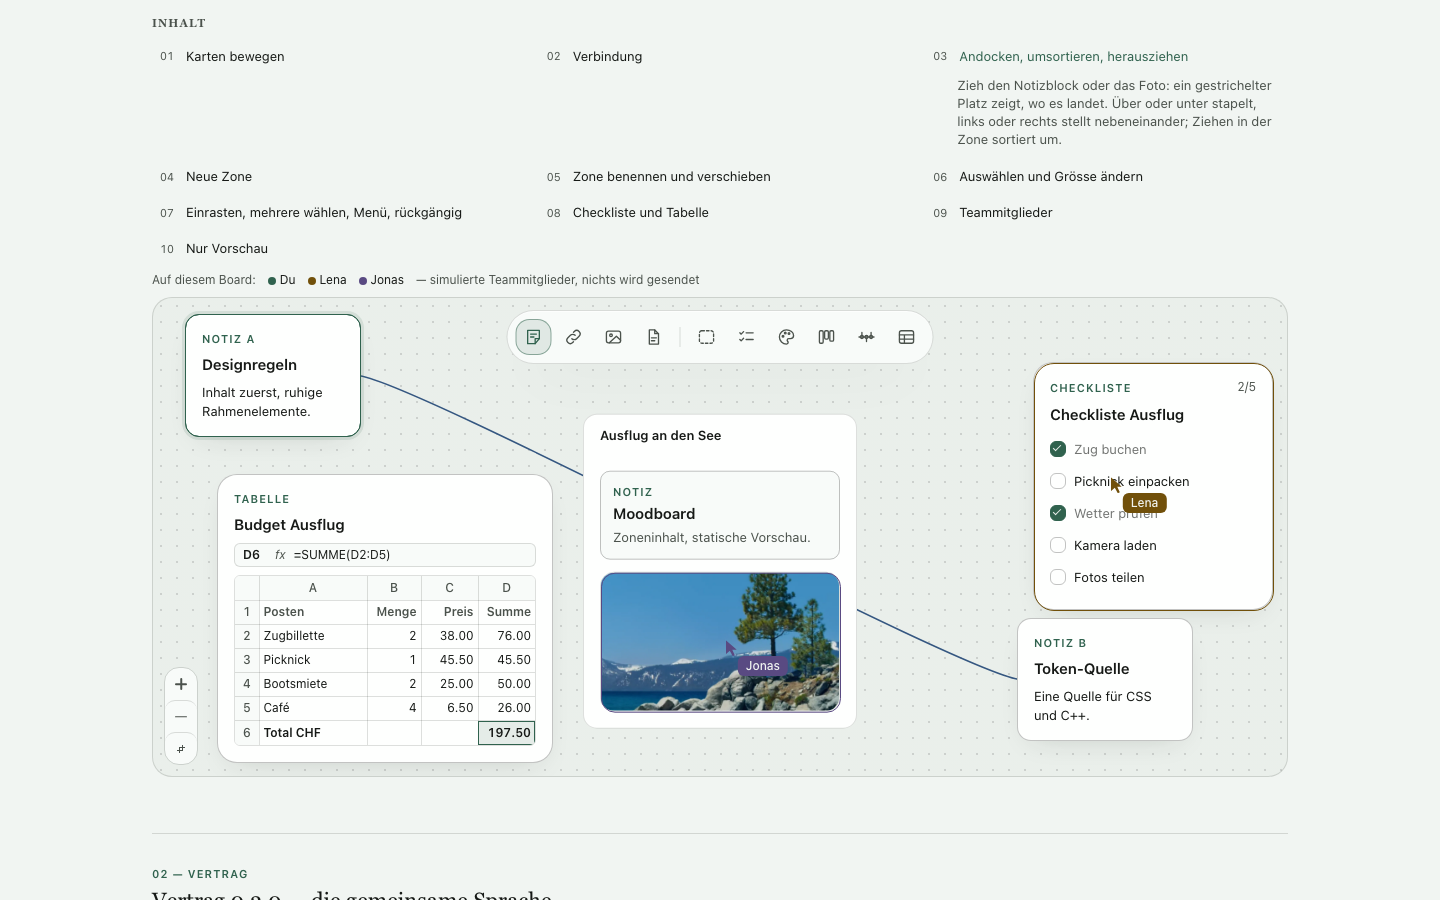 INHALT
01 Karten bewegen
02 Verbindung
03 Andocken, umsortieren, herausziehen
Zieh den Notizblock oder das Foto: ein gestrichelter
Platz zeigt, wo es landet. Über oder unter stapelt,
links oder rechts stellt nebeneinander; Ziehen in der
Zone sortiert um.
04 Neue Zone
05 Zone benennen und verschieben
06 Auswählen und Grösse ändern
07 Einrasten, mehrere wählen, Menü, rückgängig
08 Checkliste und Tabelle
09 Teammitglieder
10 Nur Vorschau
Auf diesem Board: Du Lena Jonas — simulierte Teammitglieder, nichts wird gesendet
NOTIZ A
Designregeln
Inhalt zuerst, ruhige
Rahmenelemente.
TABELLE
Budget Ausflug
D6 fx =SUMME(D2:D5)
A B C D
1 Posten Menge Preis Summe
2 Zugbillette 2 38.00 76.00
3 Picknick 1 45.50 45.50
4 Bootsmiete 2 25.00 50.00
5 Café 4 6.50 26.00
6 Total CHF 197.50
Ausflug an den See
NOTIZ
Moodboard
Zoneninhalt, statische Vorschau.
Jonas
CHECKLISTE 2/5
Checkliste Ausflug
Zug buchen
Picknick einpacken
Lena
Wetter prüfen
Kamera laden
Fotos teilen
NOTIZ B
Token-Quelle
Eine Quelle für CSS
und C++.
02 — VERTRAG
Vertrag 0.2.0 — die gemeinsame Sprache